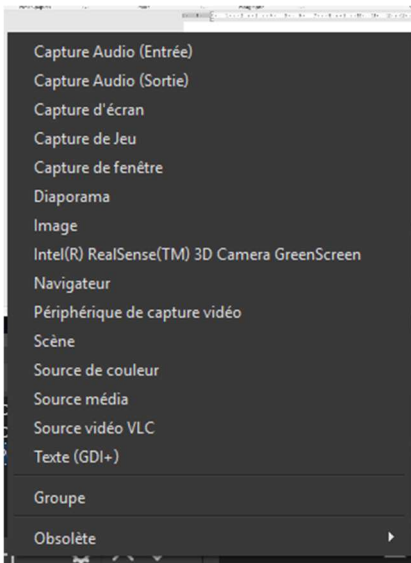 Capture Audio (Entrée)
Capture Audio (Sortie)
Capture d'écran
Capture de Jeu
Capture de fenêtre
Diaporama
Image
Intel(R) RealSense(TM) 3D Camera GreenScreen
Navigateur
Périphérique de capture vidéo
Scène
Source de couleur
Source média
Source vidéo VLC
Texte (GDI+)
Groupe
Obsolète